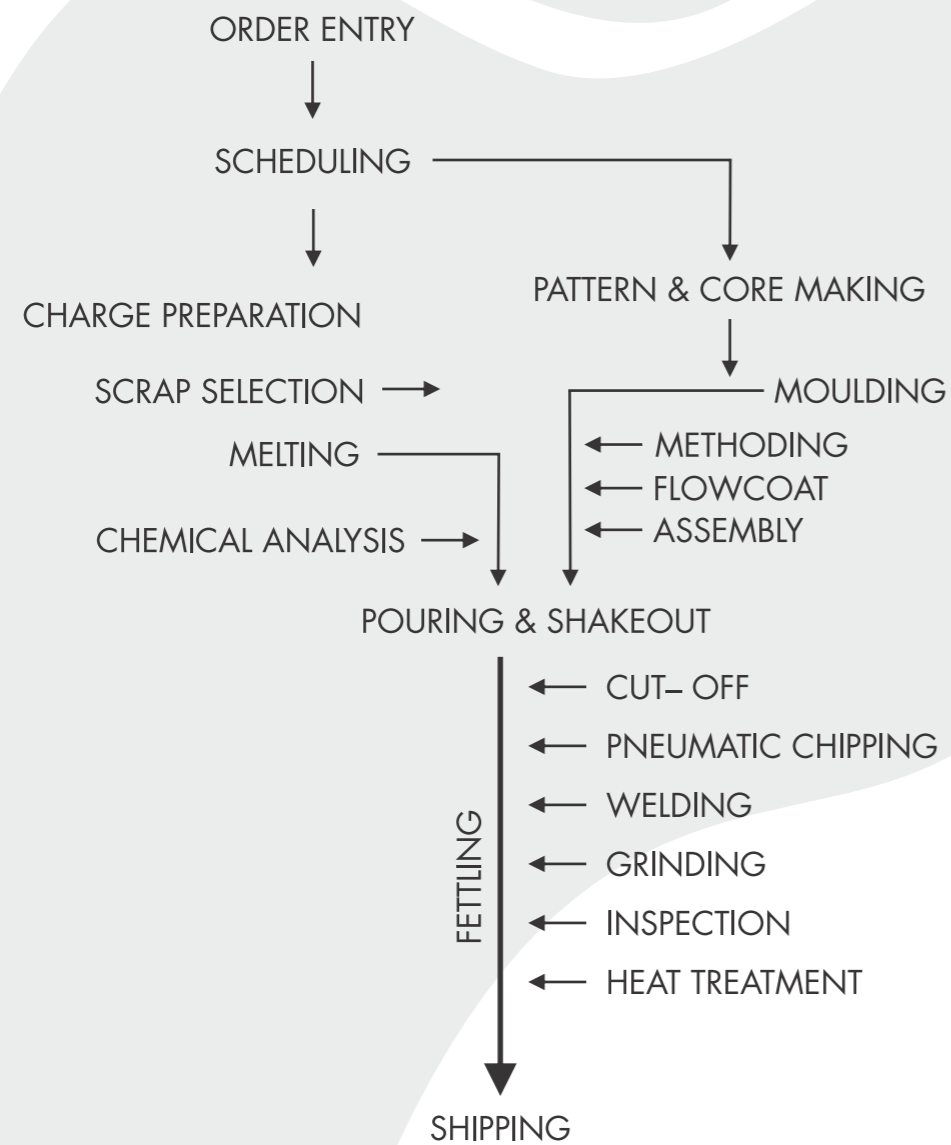 ORDER ENTRY
SCHEDULING
PATTERN & CORE MAKING
CHARGE PREPARATION
SCRAP SELECTION
MOULDING
MELTING
METHODING
FLOWCOAT
CHEMICAL ANALYSIS
ASSEMBLY
POURING & SHAKEOUT
CUT– OFF
PNEUMATIC CHIPPING
WELDING
FETTLING
GRINDING
INSPECTION
HEAT TREATMENT
SHIPPING